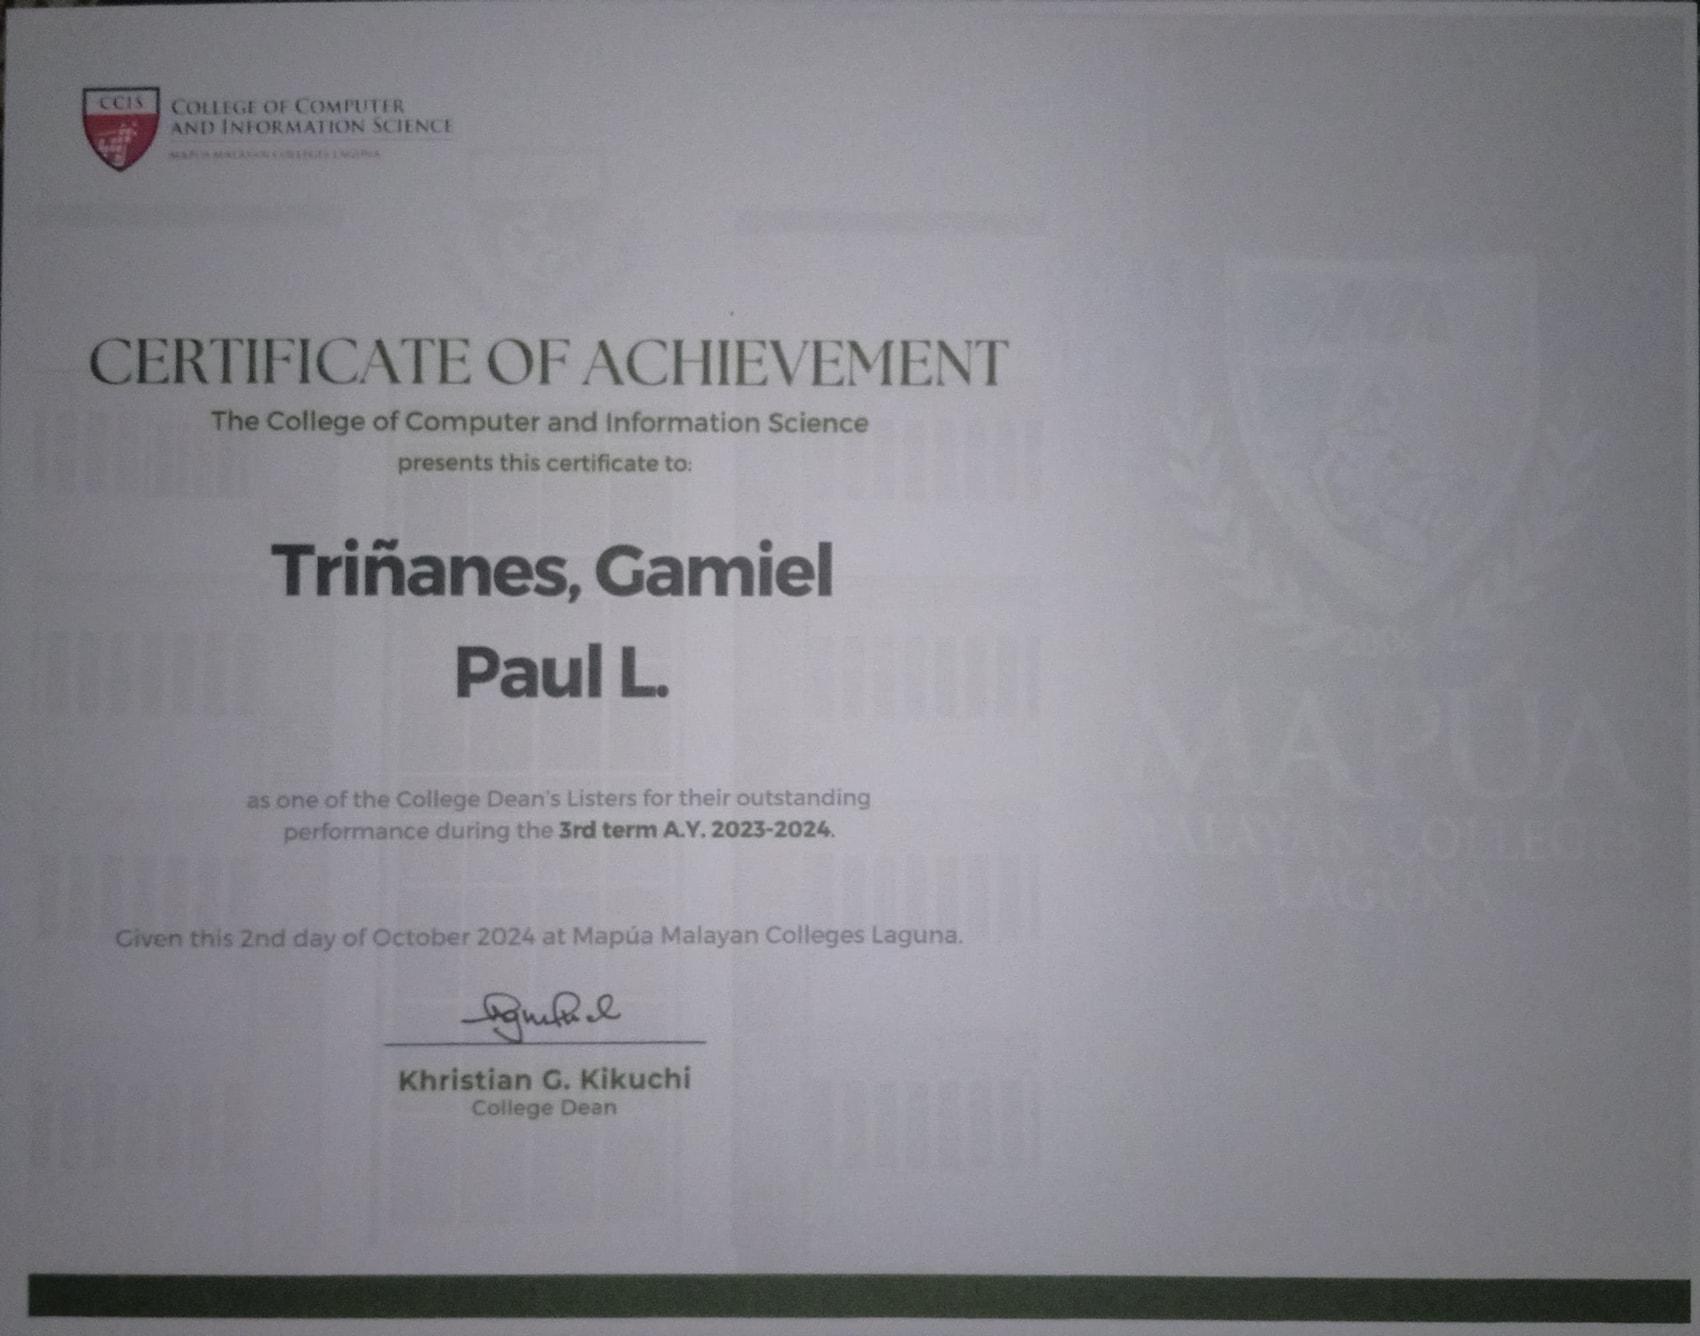 CCIS
COLLEGE OF COMPUTER
AND INFORMATION SCIENCE
MAPÚA MALAYAN COLLEGES LAGUNA
CERTIFICATE OF ACHIEVEMENT
The College of Computer and Information Science
presents this certificate to:
Triñanes, Gamiel
Paul L.
as one of the College Dean's Listers for their outstanding
performance during the 3rd term A.Y. 2023-2024.
Given this 2nd day of October 2024 at Mapúa Malayan Colleges Laguna.
Khristian G. Kikuchi
College Dean
MAPÚA
MALAYAN COLLEGES
LAGUNA